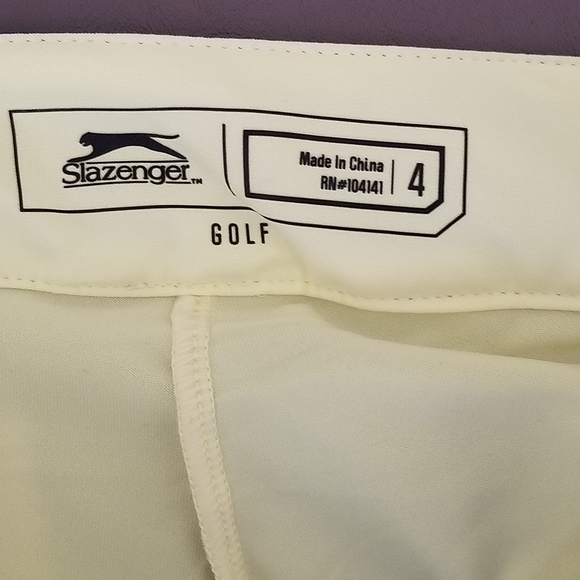 Slazenger™
Made In China
RN#104141
4
GOLF